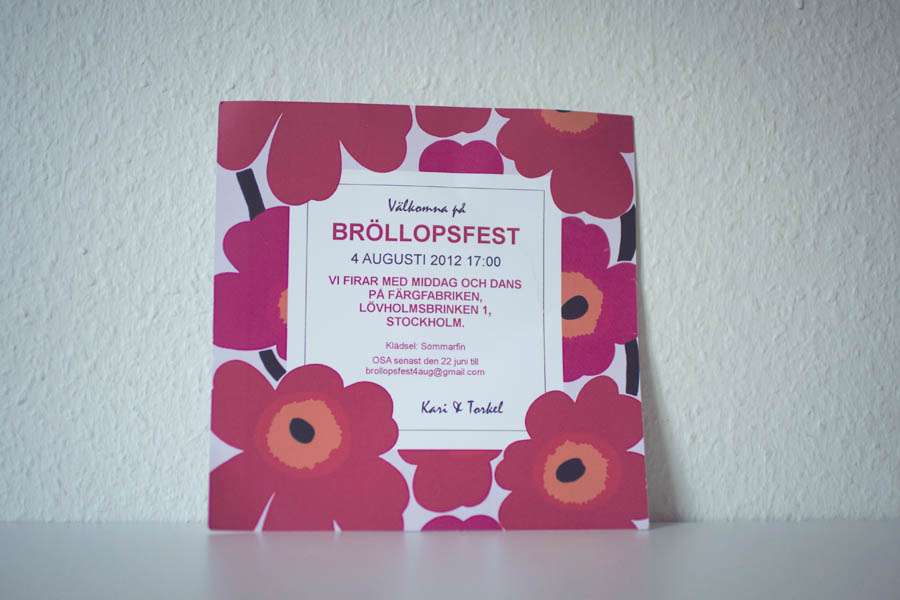 Välkomna på
BRÖLLOPSFEST
4 AUGUSTI 2012 17:00
VI FIRAR MED MIDDAG OCH DANS
PÅ FÄRGFABRIKEN,
LÖVHOLMSBRINKEN 1,
STOCKHOLM.
Klädsel: Sommarfin
OSA senast den 22 juni till
brollopsfest4aug@gmail.com
Kari & Torkel